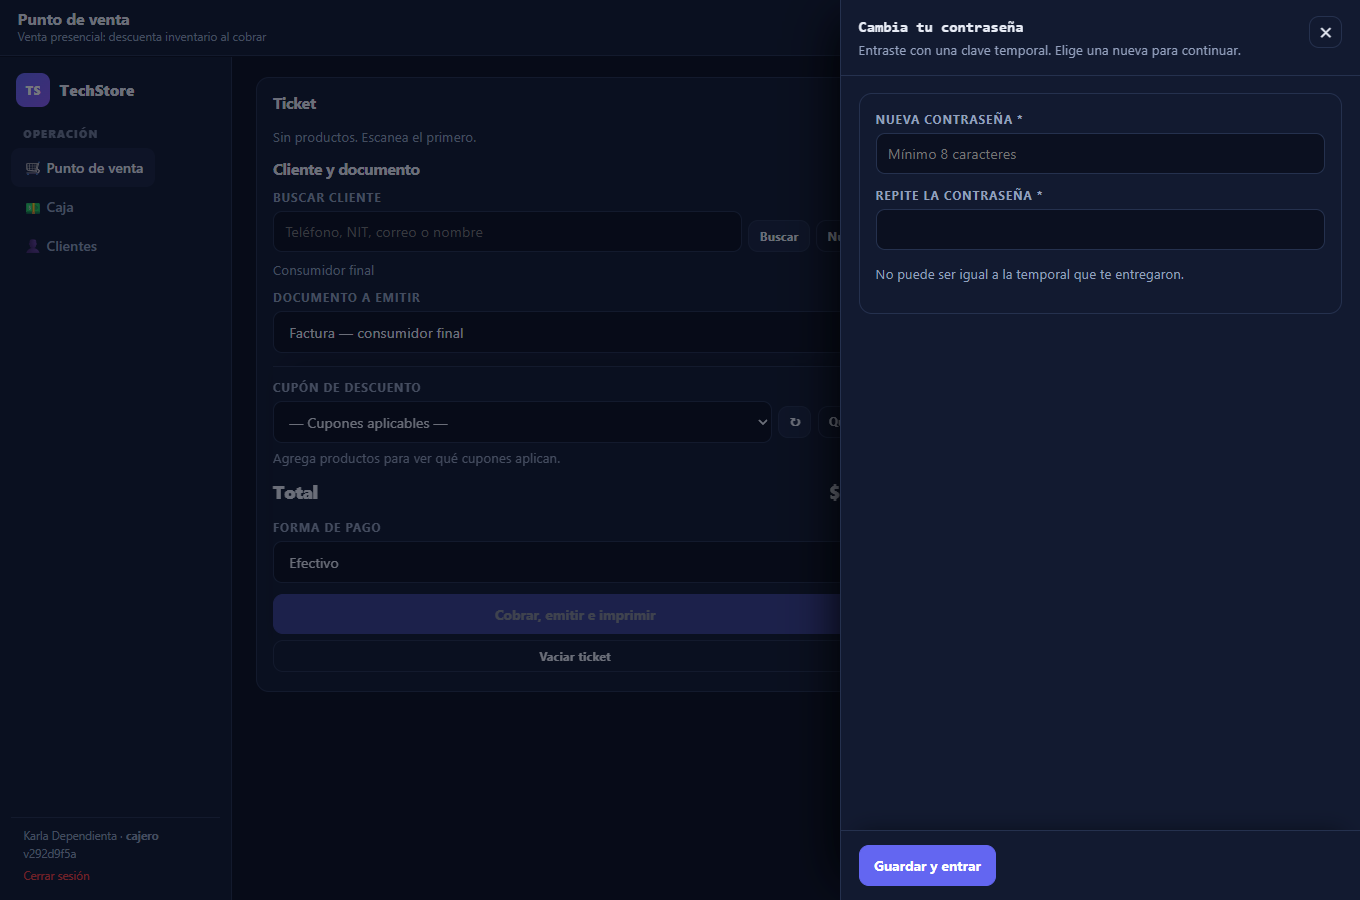 Punto de venta
Venta presencial: descuenta inventario al cobrar
TS TechStore
OPERACIÓN
Punto de venta
Caja
Clientes
Karla Dependienta · cajero
v292d9f5a
Cerrar sesión
Ticket
Sin productos. Escanea el primero.
Cliente y documento
BUSCAR CLIENTE
Teléfono, NIT, correo o nombre
Buscar
Consumidor final
DOCUMENTO A EMITIR
Factura — consumidor final
CUPÓN DE DESCUENTO
— Cupones aplicables —
Agrega productos para ver qué cupones aplican.
Total $
FORMA DE PAGO
Efectivo
Cobrar, emitir e imprimir
Vaciar ticket
Cambia tu contraseña
Entraste con una clave temporal. Elige una nueva para continuar.
NUEVA CONTRASEÑA *
Mínimo 8 caracteres
REPITE LA CONTRASEÑA *
No puede ser igual a la temporal que te entregaron.
Guardar y entrar